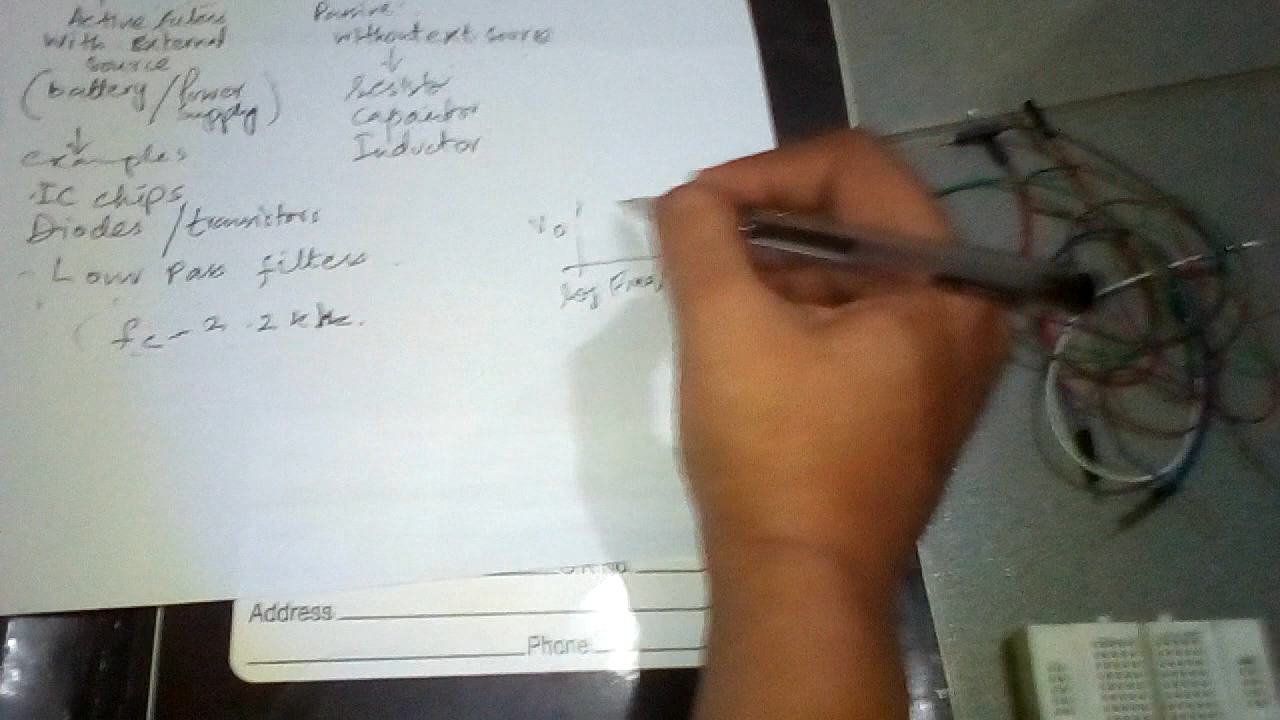 Active filters
With External
Source
(battery/Power
supply)
examples
IC chips
Diodes/transistors
- Low Pass filters
fc - 2.2 kHz.
Passive
without ext source
Resistor
Capacitor
Inductor
Vo
log (Freq)
Address
Phone